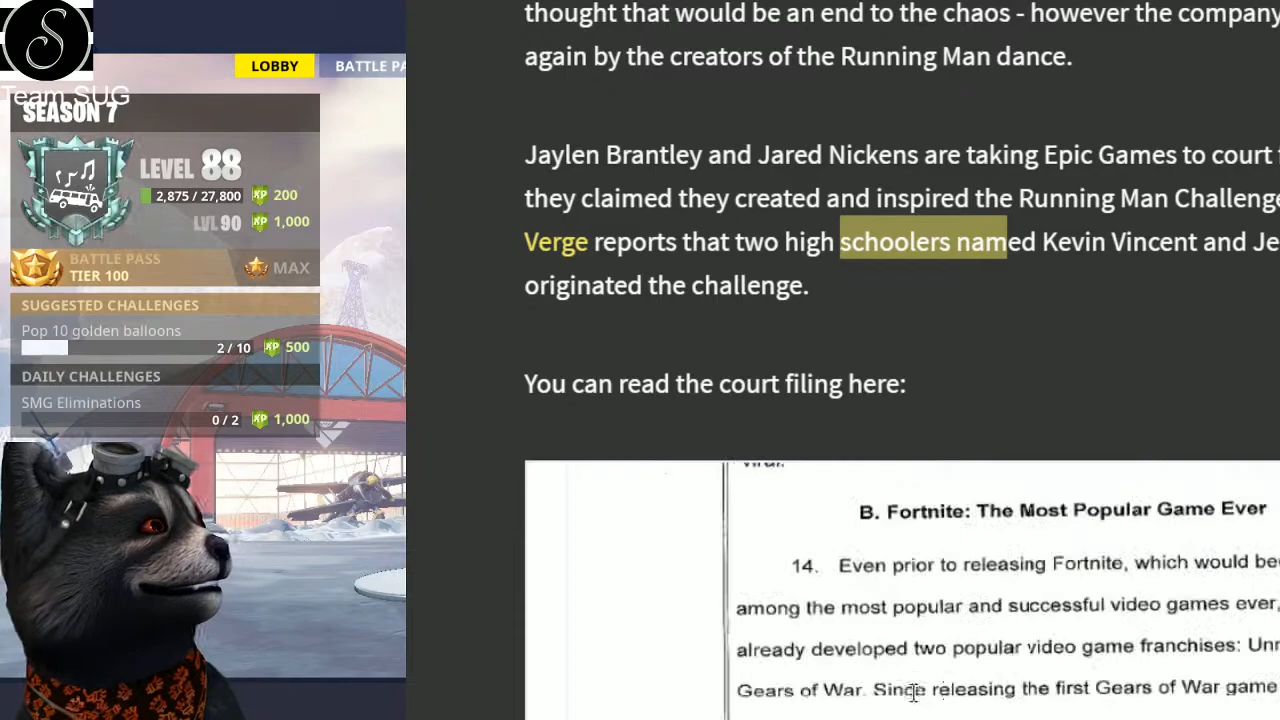 S
Team SUG
LOBBY
BATTLE PA
SEASON 7
LEVEL 88
2,875 / 27,800
XP 200
LVL 90
XP 1,000
BATTLE PASS
TIER 100
MAX
SUGGESTED CHALLENGES
Pop 10 golden balloons
2 / 10
XP 500
DAILY CHALLENGES
SMG Eliminations
0 / 2
XP 1,000
thought that would be an end to the chaos - however the company
again by the creators of the Running Man dance.
Jaylen Brantley and Jared Nickens are taking Epic Games to court
they claimed they created and inspired the Running Man Challenge
Verge reports that two high schoolers named Kevin Vincent and Je
originated the challenge.
You can read the court filing here:
B. Fortnite: The Most Popular Game Ever
14. Even prior to releasing Fortnite, which would be
among the most popular and successful video games ever,
already developed two popular video game franchises: Unr
Gears of War. Since releasing the first Gears of War game